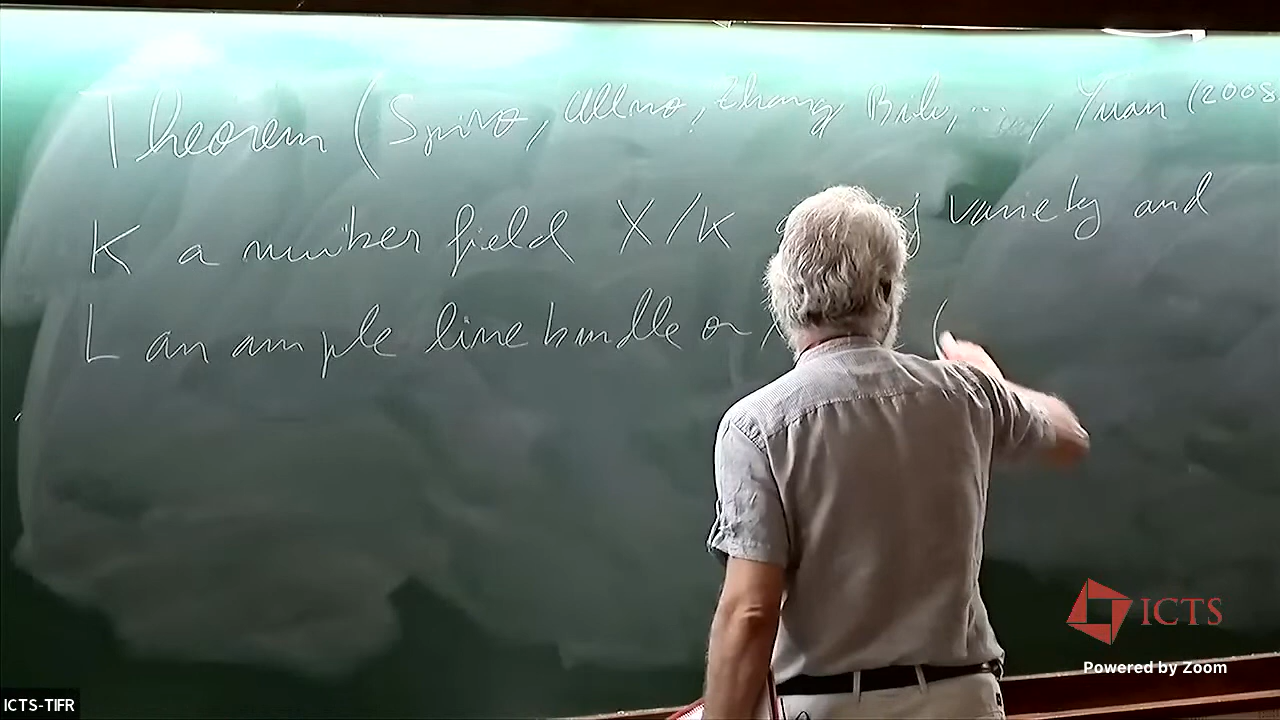 Theorem (Spiro, Ullmo, Zhang Bilu, ..., Yuan (2008
K a number field X/K variety and
L an ample line bundle on X (
ICTS
Powered by Zoom
ICTS-TIFR